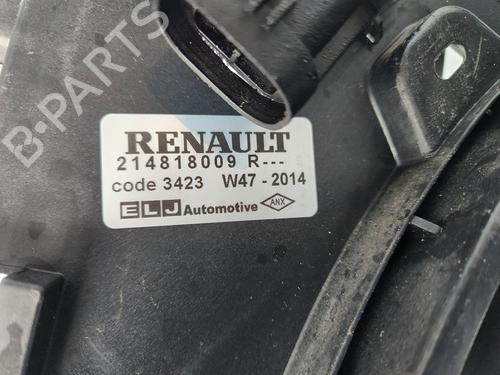 B-PARTS
RENAULT
214818009 R---
code 3423 W47-2014
ELJ Automotive ANX